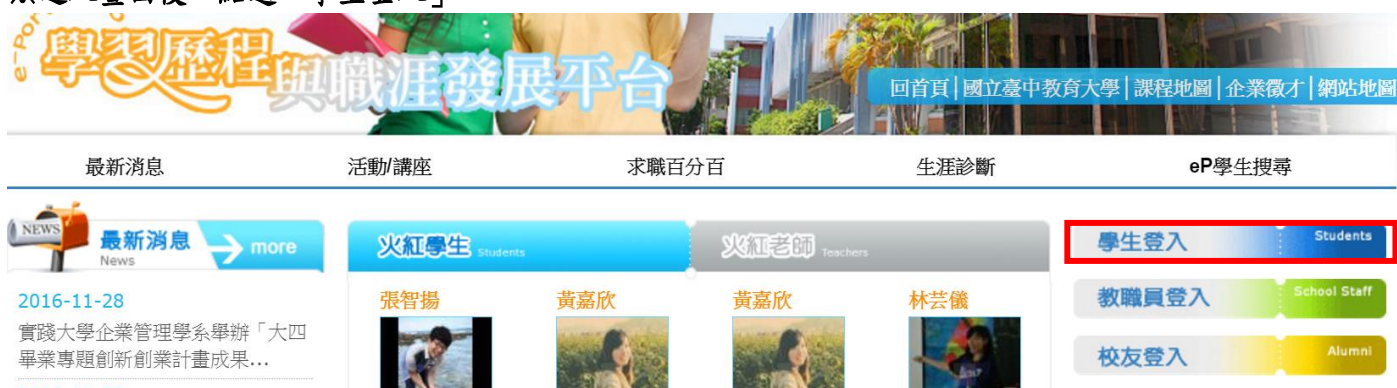 e-Por
學習歷程與職涯發展平台
回首頁│國立臺中教育大學│課程地圖│企業徵才│網站地圖
最新消息 活動/講座 求職百分百 生涯診斷 eP學生搜尋
NEWS 最新消息 News more
火紅學生 Students 火紅老師 Teachers
學生登入 Students
2016-11-28
實踐大學企業管理學系舉辦「大四
畢業專題創新創業計畫成果...
張智揚 黃嘉欣 黃嘉欣 林芸儀
教職員登入 School Staff
校友登入 Alumni